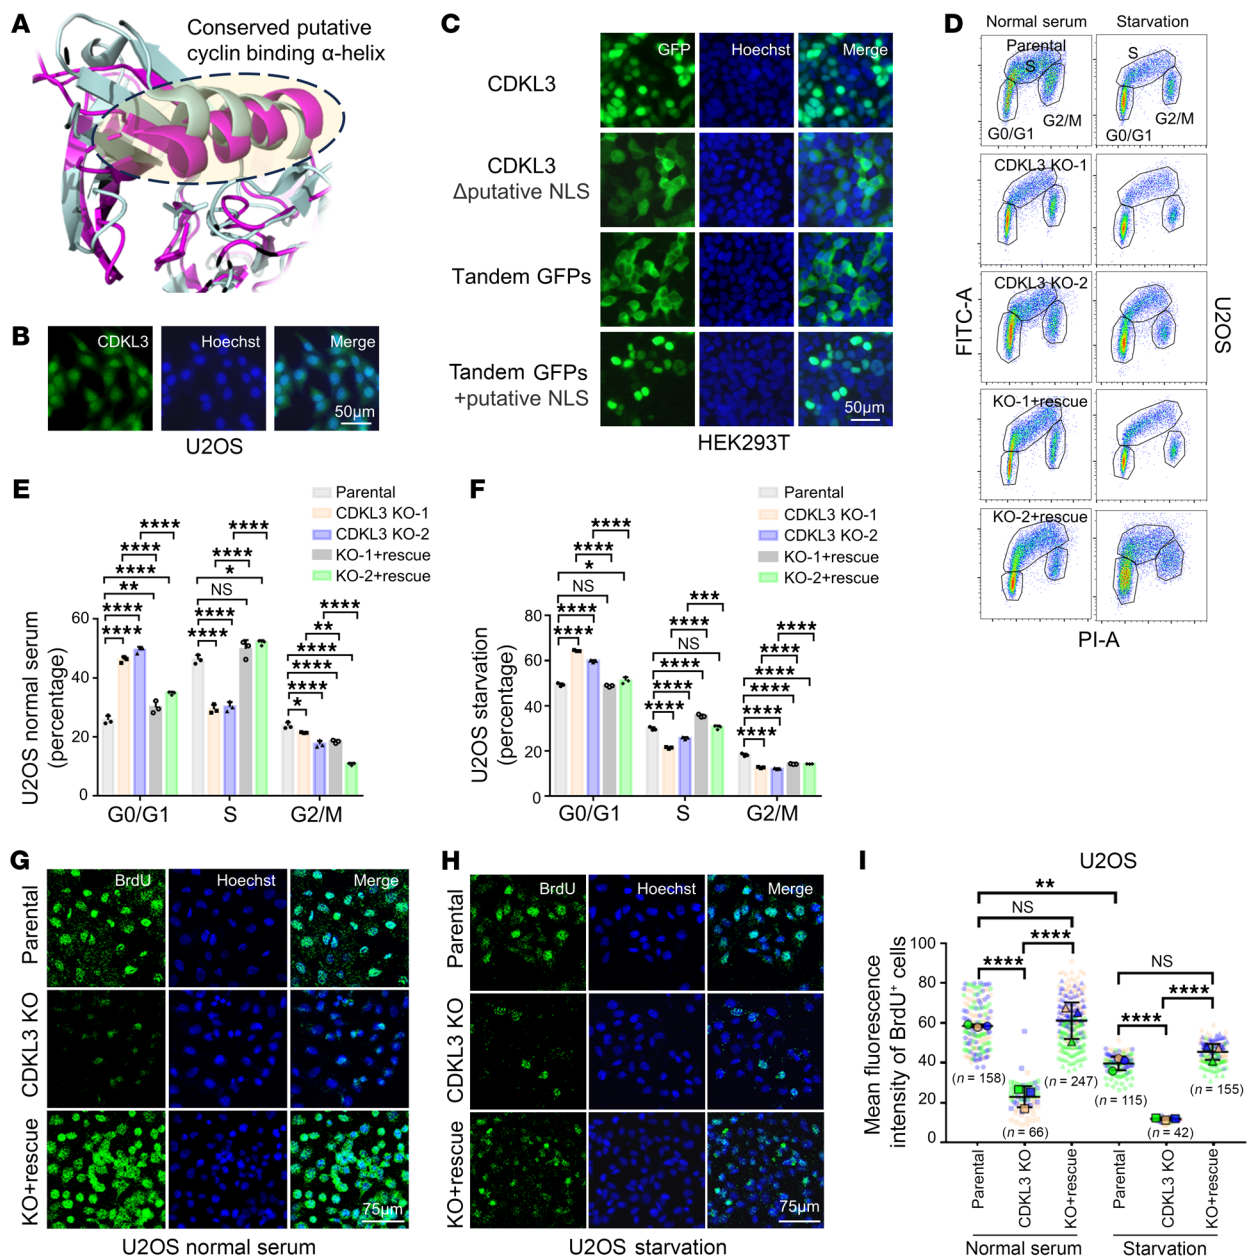 A
Conserved putative
cyclin binding α-helix
B
CDKL3
Hoechst
Merge
50μm
U2OS
C
GFP
Hoechst
Merge
CDKL3
CDKL3
Δputative NLS
Tandem GFPs
Tandem GFPs
+putative NLS
50μm
HEK293T
D
Normal serum
Starvation
Parental
S
G0/G1
G2/M
S
G0/G1
G2/M
CDKL3 KO-1
CDKL3 KO-2
KO-1+rescue
KO-2+rescue
FITC-A
U2OS
PI-A
E
Parental
CDKL3 KO-1
CDKL3 KO-2
KO-1+rescue
KO-2+rescue
****
****
****
**
****
****
****
****
NS
*
****
****
*
****
****
****
**
****
U2OS normal serum
(percentage)
60
40
20
0
G0/G1
S
G2/M
F
Parental
CDKL3 KO-1
CDKL3 KO-2
KO-1+rescue
KO-2+rescue
****
****
NS
*
****
****
****
****
****
NS
****
***
****
****
****
****
****
****
U2OS starvation
(percentage)
80
60
40
20
0
G0/G1
S
G2/M
G
BrdU
Hoechst
Merge
Parental
CDKL3 KO
KO+rescue
75μm
U2OS normal serum
H
BrdU
Hoechst
Merge
Parental
CDKL3 KO
KO+rescue
75μm
U2OS starvation
I
U2OS
**
NS
****
****
NS
****
****
Mean fluorescence
intensity of BrdU⁺ cells
100
80
60
40
20
0
(n = 158)
(n = 66)
(n = 247)
(n = 115)
(n = 42)
(n = 155)
Parental
CDKL3 KO
KO+rescue
Parental
CDKL3 KO
KO+rescue
Normal serum
Starvation